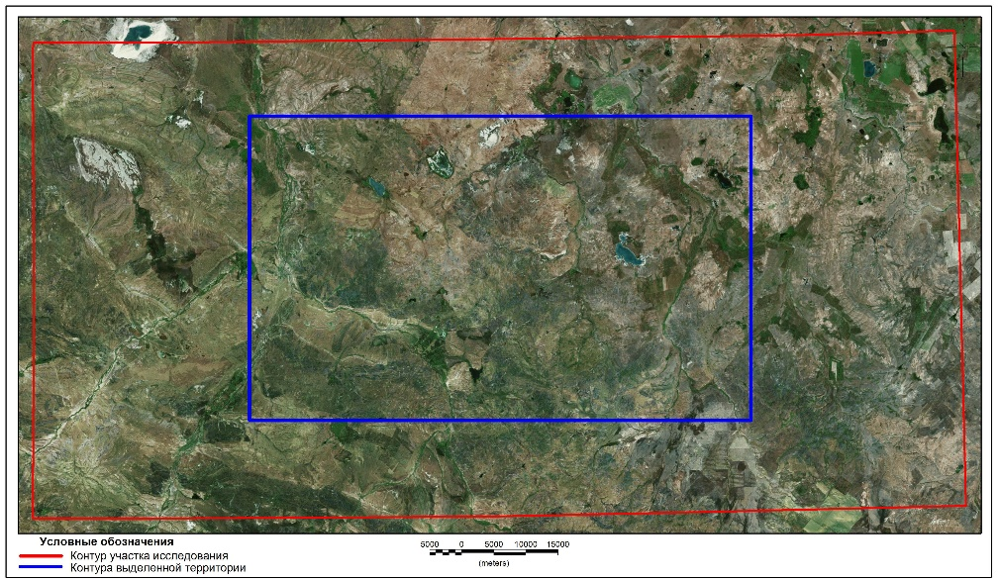 Условные обозначения
Контур участка исследования
Контура выделенной территории
5000 0 5000 10000 15000
(meters)